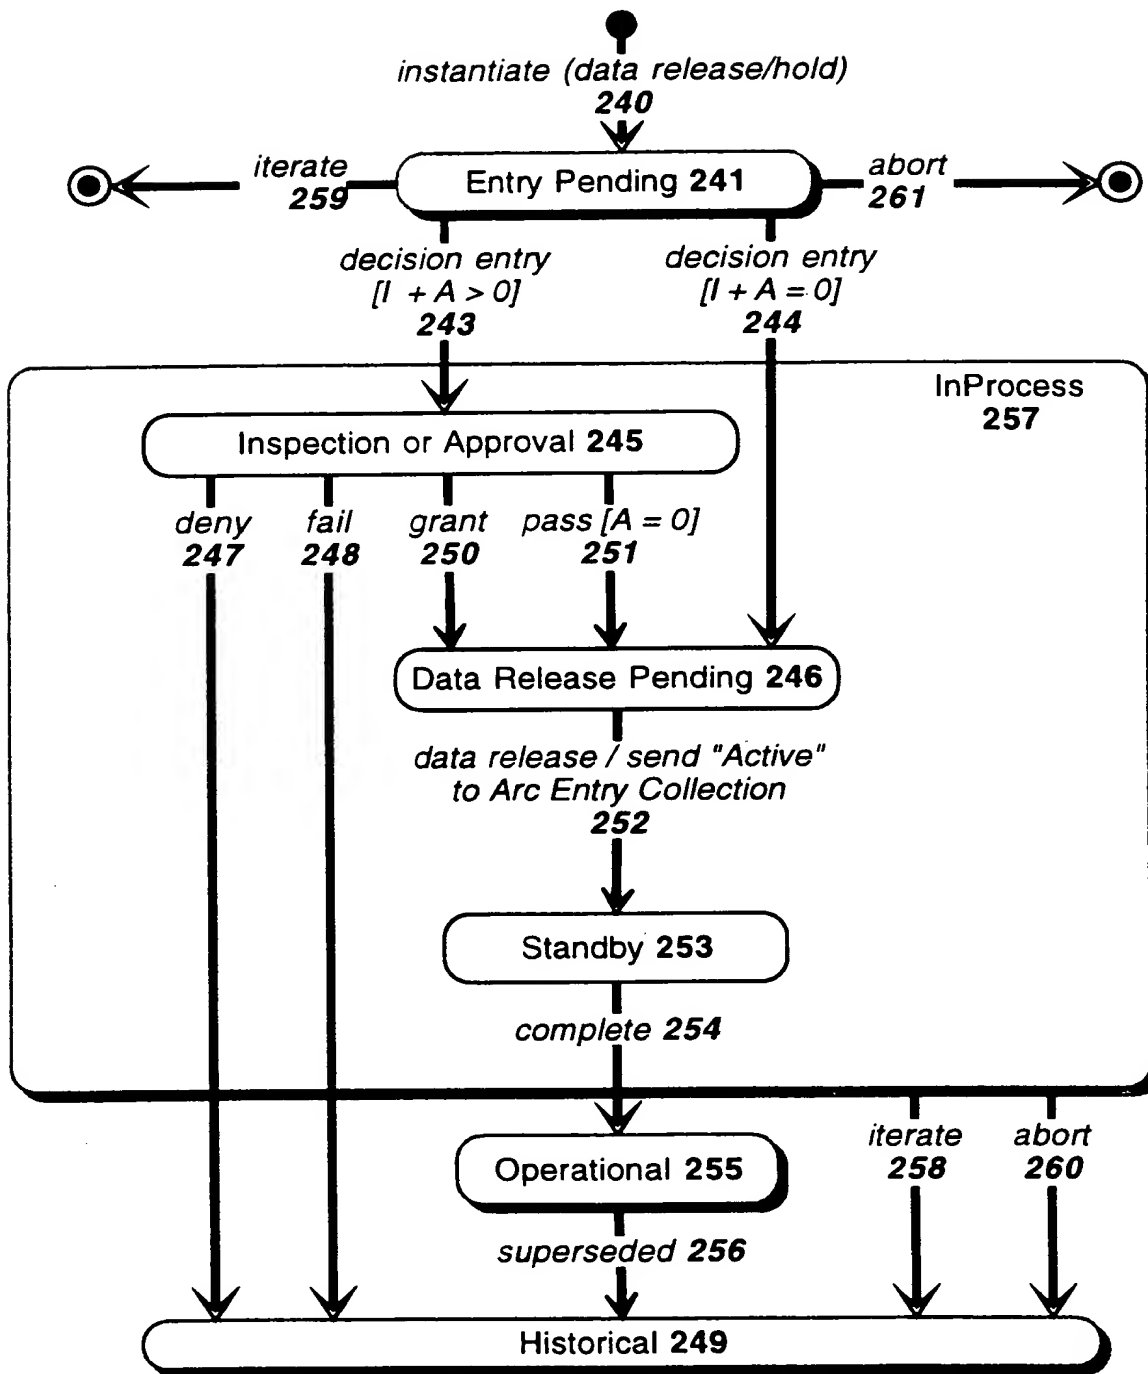 instantiate (data release/hold)
240
iterate
259
Entry Pending 241
abort
261
decision entry
[I + A > 0]
243
decision entry
[I + A = 0]
244
InProcess
257
Inspection or Approval 245
deny
247
fail
248
grant
250
pass [A = 0]
251
Data Release Pending 246
data release / send "Active"
to Arc Entry Collection
252
Standby 253
complete 254
Operational 255
iterate
258
abort
260
superseded 256
Historical 249